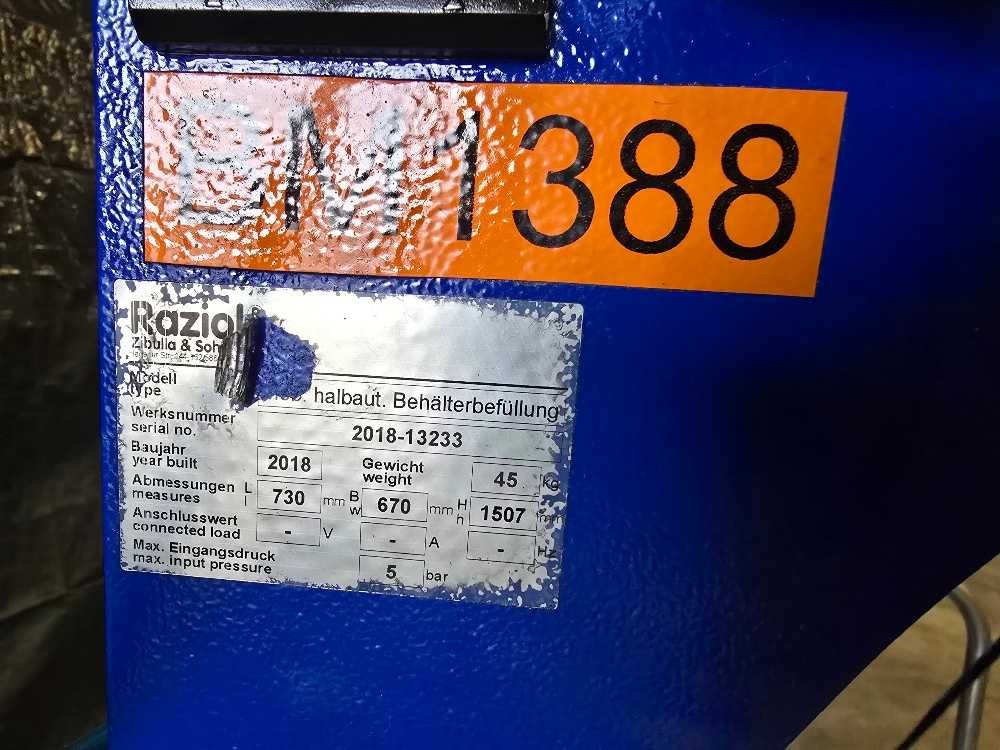 EM1388
Raziol
Zibulla & Sohn
Modell
type
halbaut. Behälterbefüllung
Werksnummer
serial no.
2018-13233
Baujahr
year built
2018
Gewicht
weight
45 Kg
Abmessungen L
measures l
730 mm
B
w
670 mm
H
h
1507 mm
Anschlusswert
connected load
- V
- A
- Hz
Max. Eingangsdruck
max. input pressure
5 bar